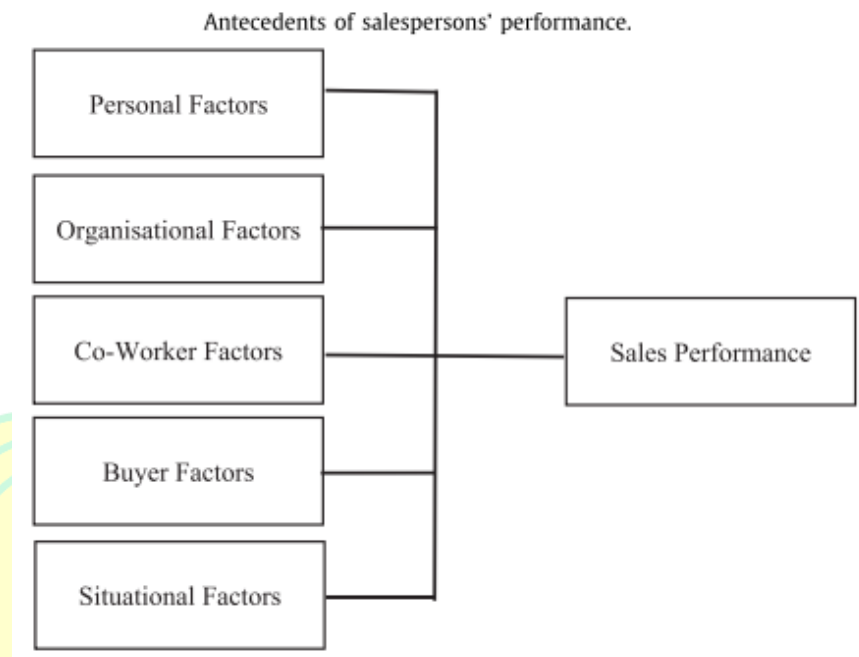 Antecedents of salespersons' performance.
Personal Factors
Organisational Factors
Co-Worker Factors
Sales Performance
Buyer Factors
Situational Factors